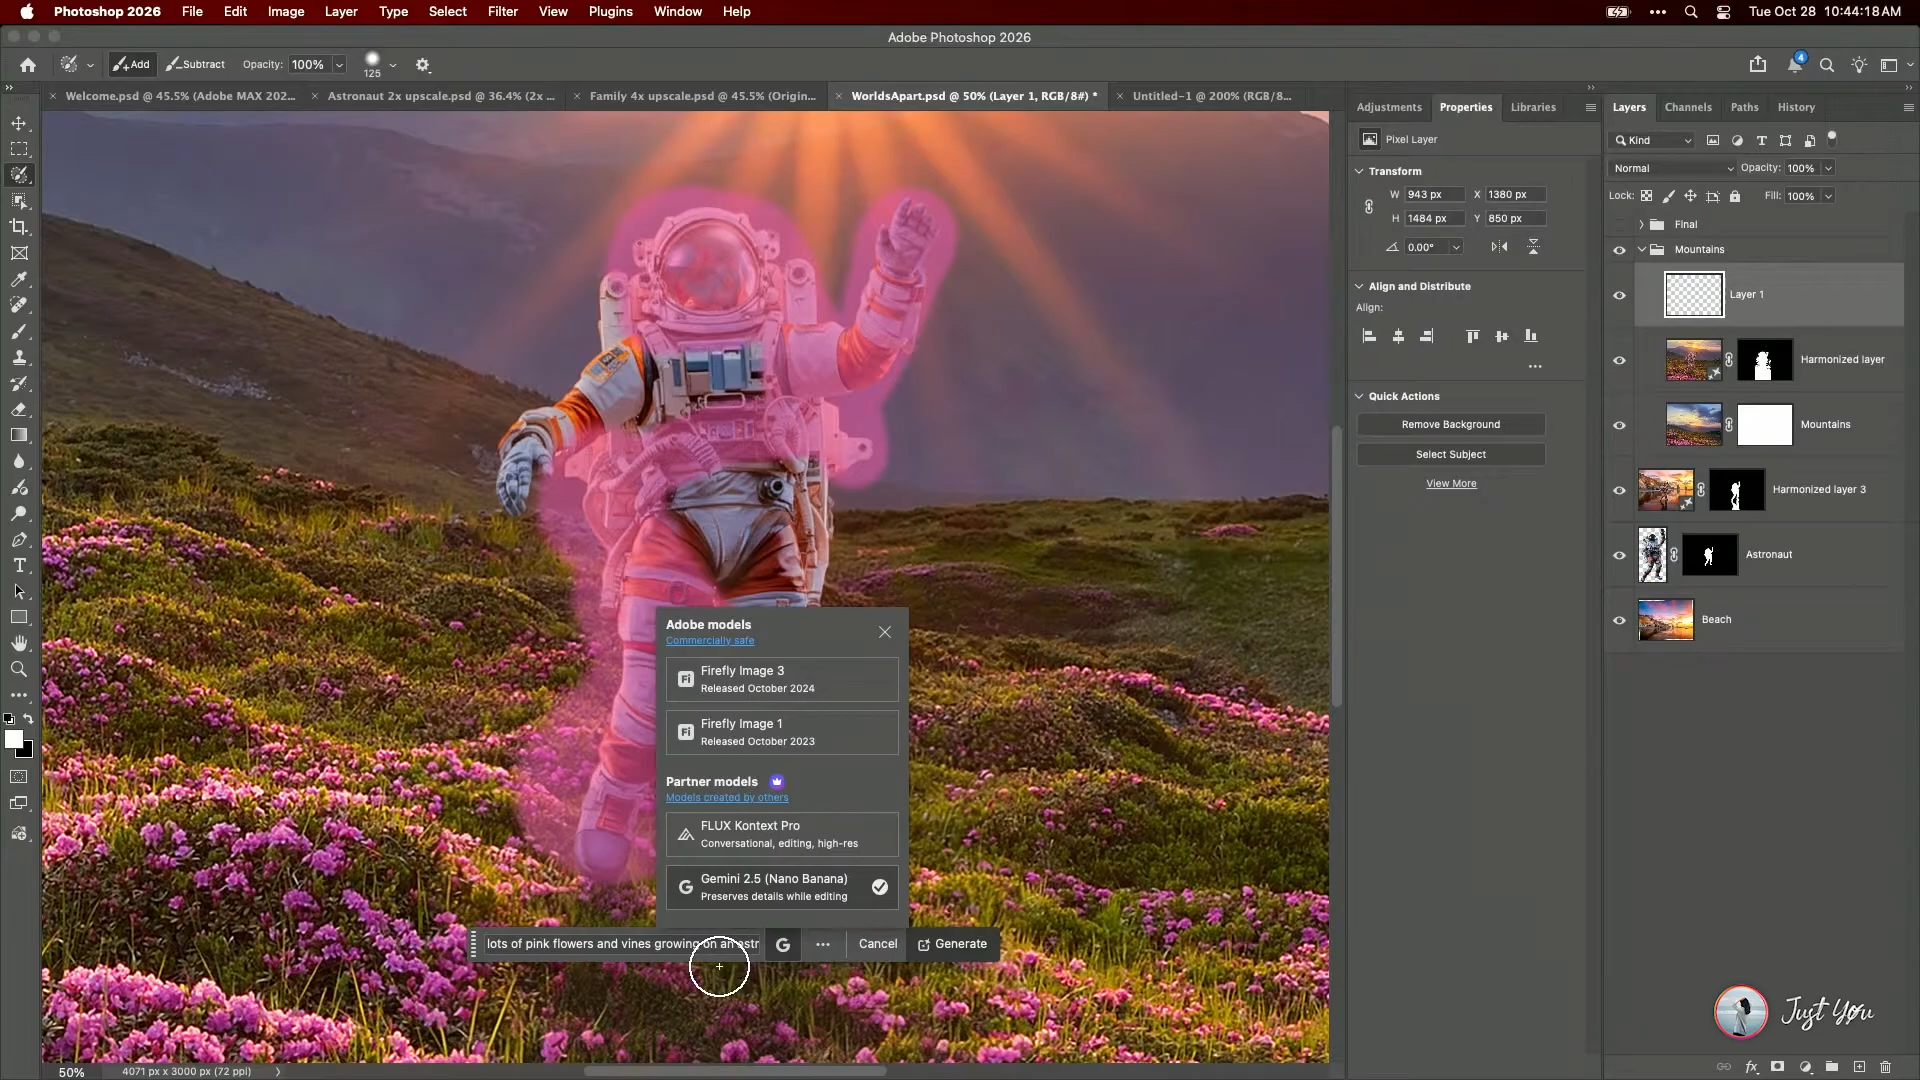 Photoshop 2026 File Edit Image Layer Type Select Filter View Plugins Window Help Tue Oct 28 10:44:18 AM
Adobe Photoshop 2026
Add Subtract Opacity: 100% 125 4
Welcome.psd @ 45.5% (Adobe MAX 202... Astronaut 2x upscale.psd @ 36.4% (2x ... Family 4x upscale.psd @ 45.5% (Origin... WorldsApart.psd @ 50% (Layer 1, RGB/8#) * Untitled-1 @ 200% (RGB/8...
Adjustments Properties Libraries
Pixel Layer
Transform
W 943 px X 1380 px
H 1484 px Y 850 px
0.00°
Align and Distribute
Align:
Quick Actions
Remove Background
Select Subject
View More
Layers Channels Paths History
Kind
Normal Opacity: 100%
Lock: Fill: 100%
Final
Mountains
Layer 1
Harmonized layer
Mountains
Harmonized layer 3
Astronaut
Beach
Adobe models
Commercially safe
Fi Firefly Image 3
Released October 2024
Fi Firefly Image 1
Released October 2023
Partner models
Models created by others
FLUX Kontext Pro
Conversational, editing, high-res
G Gemini 2.5 (Nano Banana)
Preserves details while editing
lots of pink flowers and vines growing on an astr G Cancel Generate
Just You
50% 4071 px x 3000 px (72 ppi)
fx